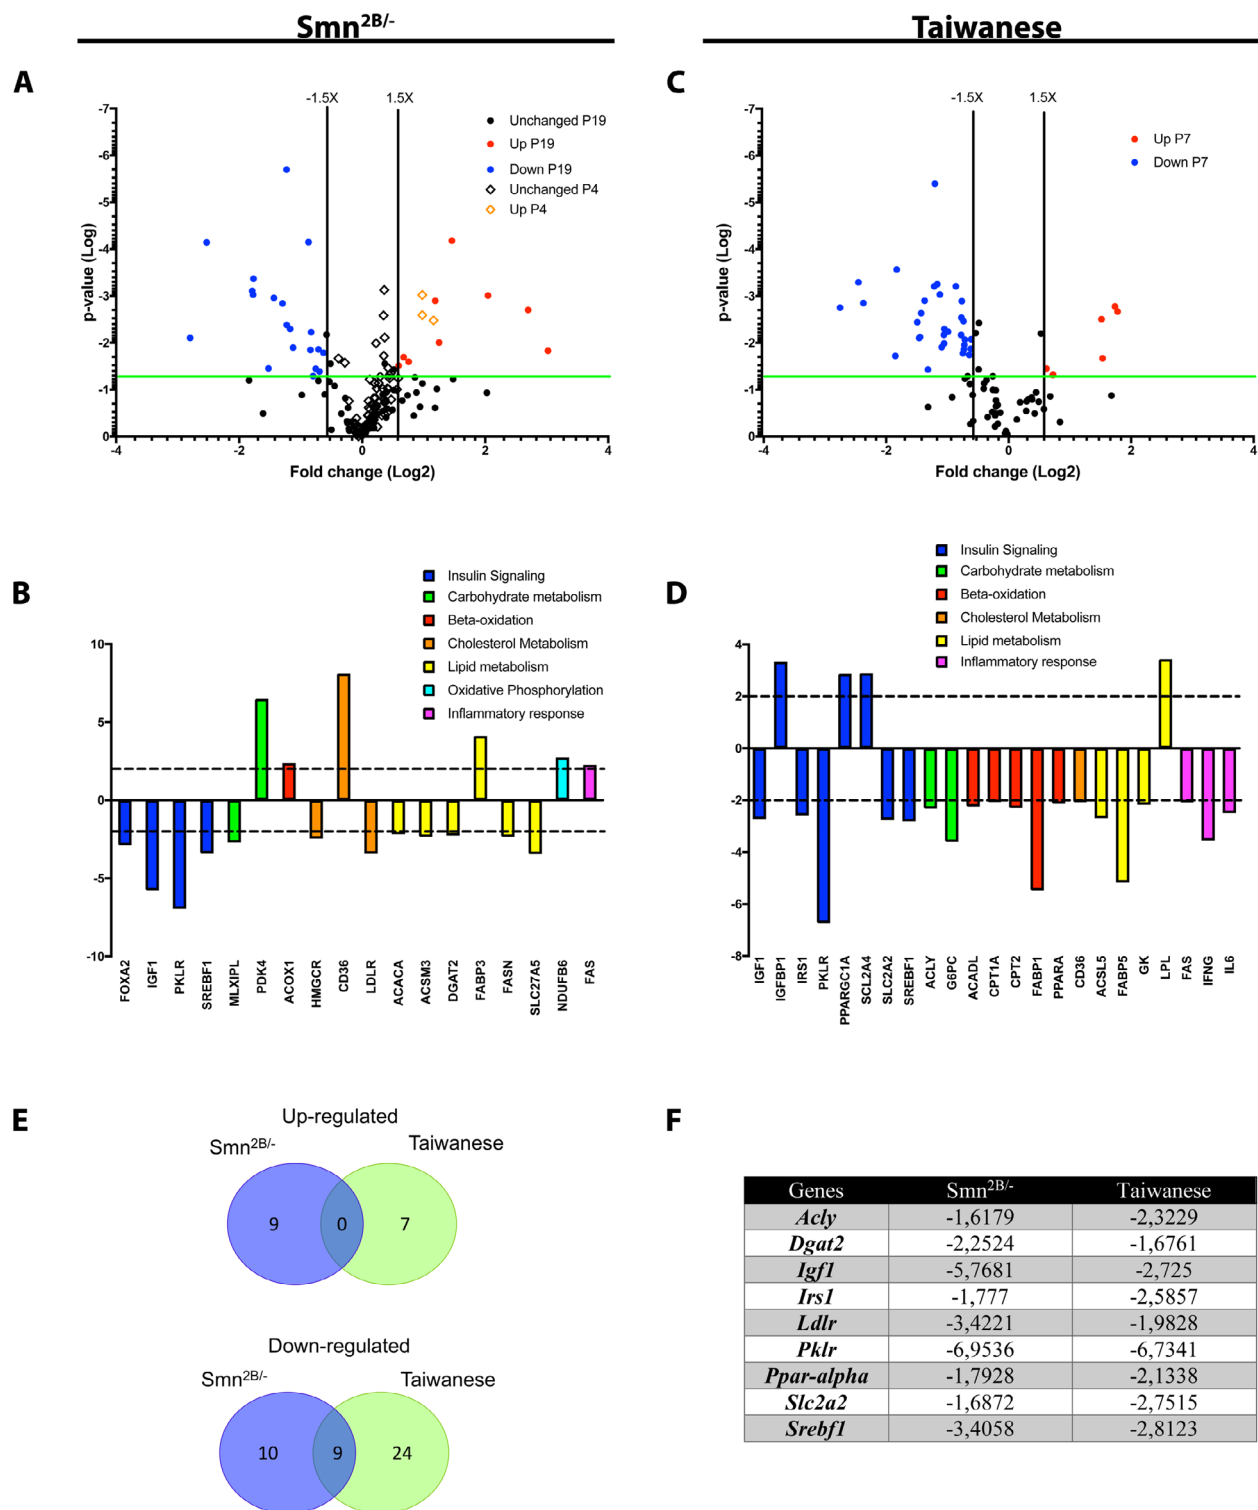 Smn2B/-
Taiwanese
A
-1.5X
1.5X
-7
-6
-5
-4
-3
-2
-1
0
p-value (Log)
-4
-2
0
2
4
Fold change (Log2)
Unchanged P19
Up P19
Down P19
Unchanged P4
Up P4
C
-1.5X
1.5X
-7
-6
-5
-4
-3
-2
-1
0
p-value (Log)
-4
-2
0
2
4
Fold change (Log2)
Up P7
Down P7
B
Insulin Signaling
Carbohydrate metabolism
Beta-oxidation
Cholesterol Metabolism
Lipid metabolism
Oxidative Phosphorylation
Inflammatory response
10
5
0
-5
-10
FOXA2
IGF1
PKLR
SREBF1
MLXIPL
PDK4
ACOX1
HMGCR
CD36
LDLR
ACACA
ACSM3
DGAT2
FABP3
FASN
SLC27A5
NDUFB6
FAS
D
Insulin Signaling
Carbohydrate metabolism
Beta-oxidation
Cholesterol Metabolism
Lipid metabolism
Inflammatory response
4
2
0
-2
-4
-6
-8
IGF1
IGFBP1
IRS1
PKLR
PPARGC1A
SCL2A4
SLC2A2
SREBF1
ACLY
G6PC
ACADL
CPT1A
CPT2
FABP1
PPARA
CD36
ACSL5
FABP5
GK
LPL
FAS
IFNG
IL6
E
Up-regulated
Smn2B/- Taiwanese
9 0 7
Down-regulated
Smn2B/- Taiwanese
10 9 24
F
Genes Smn2B/- Taiwanese
Acly -1,6179 -2,3229
Dgat2 -2,2524 -1,6761
Igf1 -5,7681 -2,725
Irs1 -1,777 -2,5857
Ldlr -3,4221 -1,9828
Pklr -6,9536 -6,7341
Ppar-alpha -1,7928 -2,1338
Slc2a2 -1,6872 -2,7515
Srebf1 -3,4058 -2,8123